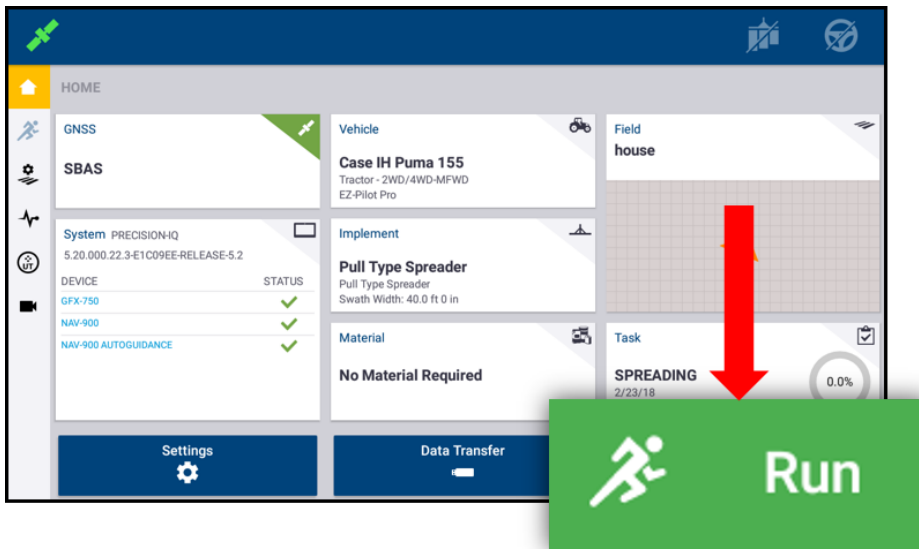 HOME
GNSS
SBAS
System PRECISION-IQ
5.20.000.22.3-E1C09EE-RELEASE-5.2
DEVICE STATUS
GFX-750
NAV-900
NAV-900 AUTOGUIDANCE
Vehicle
Case IH Puma 155
Tractor - 2WD/4WD-MFWD
EZ-Pilot Pro
Implement
Pull Type Spreader
Pull Type Spreader
Swath Width: 40.0 ft 0 in
Material
No Material Required
Field
house
Task
SPREADING
2/23/18
0.0%
UT
Settings
Data Transfer
Run